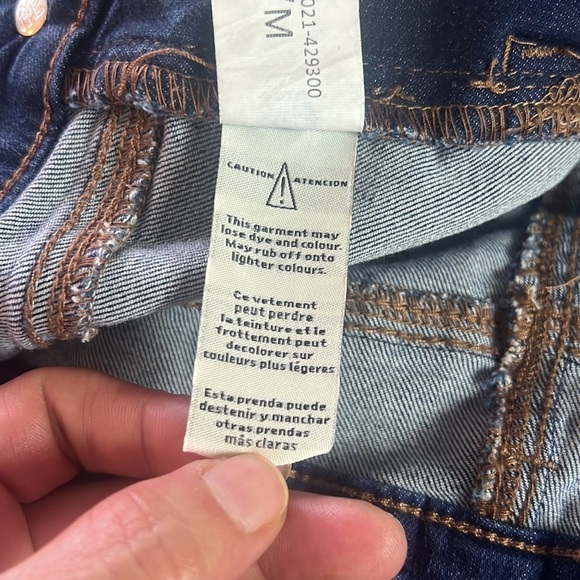 021-429300
7M
CAUTION ATENCION
This garment may
lose dye and colour.
May rub off onto
lighter colours.
Ce vetement
peut perdre
la teinture et le
frottement peut
decolorer sur
couleurs plus légeres
Esta prenda puede
destenir y manchar
otras prendas
más claras